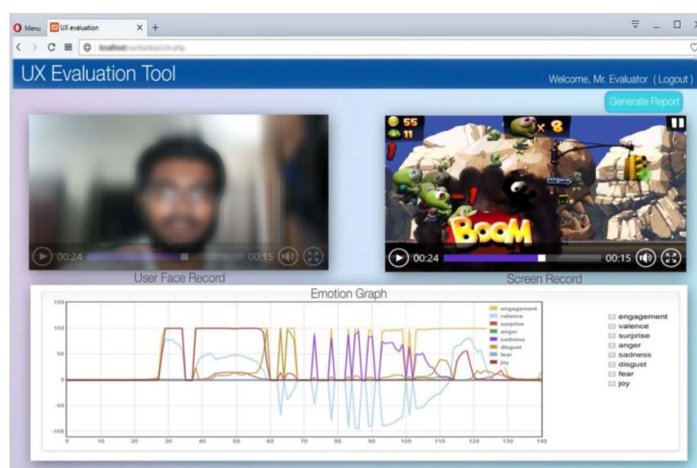 Menu UX evaluation
UX Evaluation Tool
Welcome, Mr. Evaluator ( Logout )
Generate Report
00:24 00:15
User Face Record
55
11
x 8
BOOM
00:24 00:15
Screen Record
Emotion Graph
150
100
50
0
-50
-100
0 10 20 30 40 50 60 70 80 90 100 110 120 130 140
engagement
valence
surprise
anger
sadness
disgust
fear
joy
engagement
valence
surprise
anger
sadness
disgust
fear
joy